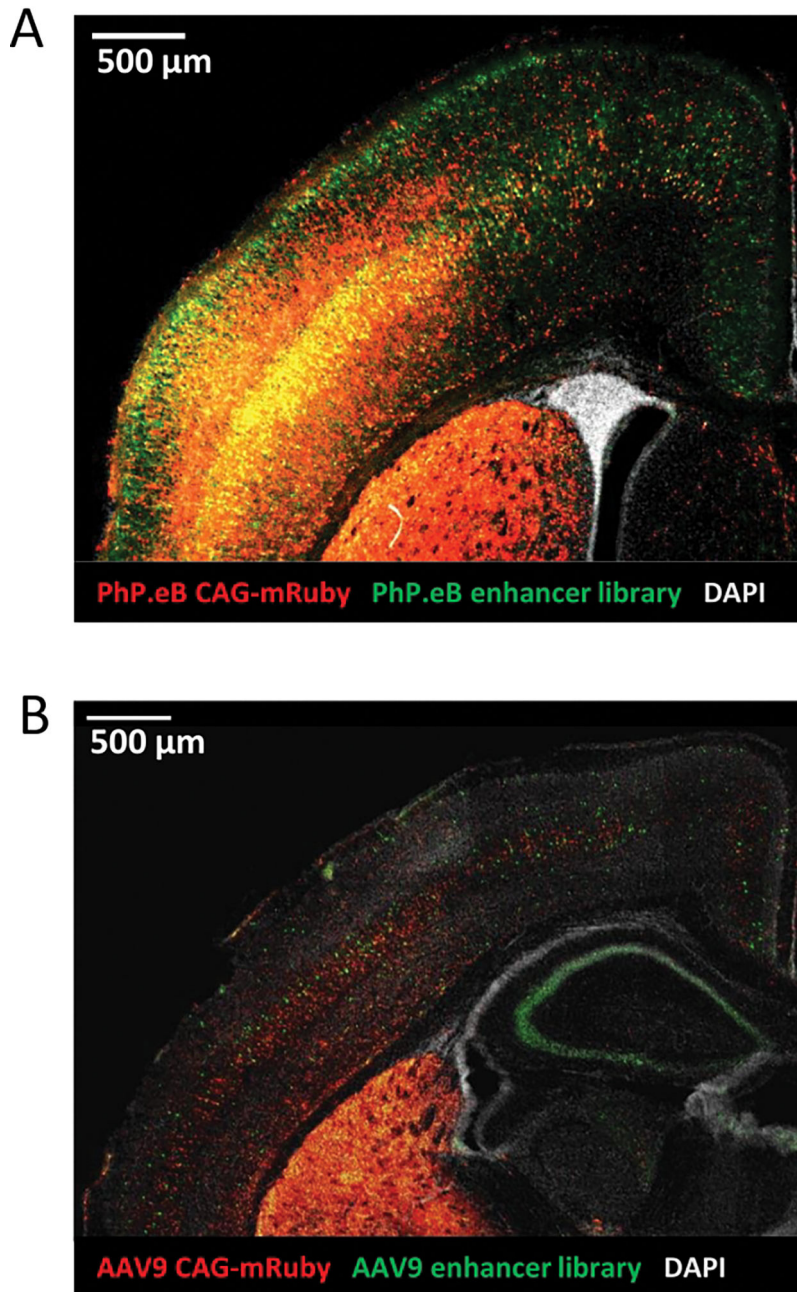 A
500 µm
PhP.eB CAG-mRuby PhP.eB enhancer library DAPI
B
500 µm
AAV9 CAG-mRuby AAV9 enhancer library DAPI